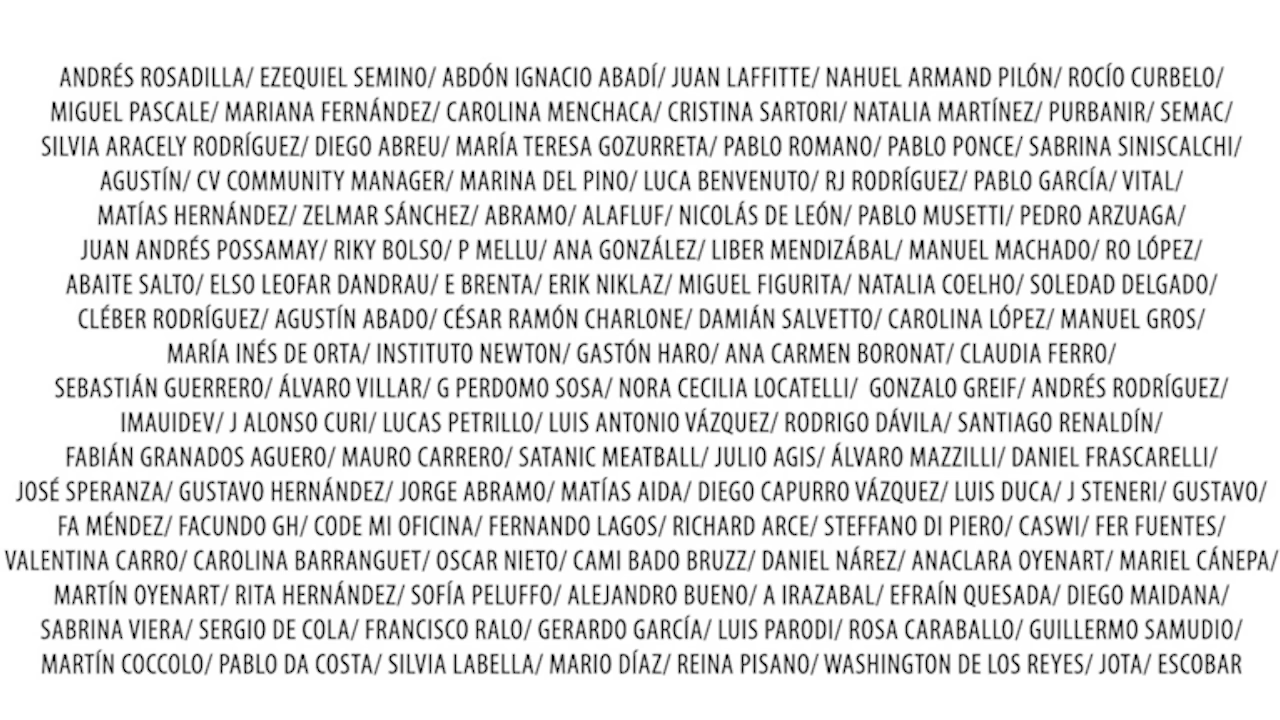 ANDRÉS ROSADILLA/ EZEQUIEL SEMINO/ ABDÓN IGNACIO ABADÍ/ JUAN LAFFITTE/ NAHUEL ARMAND PILÓN/ ROCÍO CURBELO/
MIGUEL PASCALE/ MARIANA FERNÁNDEZ/ CAROLINA MENCHACA/ CRISTINA SARTORI/ NATALIA MARTÍNEZ/ PURBANIR/ SEMAC/
SILVIA ARACELY RODRÍGUEZ/ DIEGO ABREU/ MARÍA TERESA GOZURRETA/ PABLO ROMANO/ PABLO PONCE/ SABRINA SINISCALCHI/
AGUSTÍN/ CV COMMUNITY MANAGER/ MARINA DEL PINO/ LUCA BENVENUTO/ RJ RODRÍGUEZ/ PABLO GARCÍA/ VITAL/
MATÍAS HERNÁNDEZ/ ZELMAR SÁNCHEZ/ ABRAMO/ ALAFLUF/ NICOLÁS DE LEÓN/ PABLO MUSETTI/ PEDRO ARZUAGA/
JUAN ANDRÉS POSSAMAY/ RIKY BOLSO/ P MELLU/ ANA GONZÁLEZ/ LIBER MENDIZÁBAL/ MANUEL MACHADO/ RO LÓPEZ/
ABAITE SALTO/ ELSO LEOFAR DANDRAU/ E BRENTA/ ERIK NIKLAZ/ MIGUEL FIGURITA/ NATALIA COELHO/ SOLEDAD DELGADO/
CLÉBER RODRÍGUEZ/ AGUSTÍN ABADO/ CÉSAR RAMÓN CHARLONE/ DAMIÁN SALVETTO/ CAROLINA LÓPEZ/ MANUEL GROS/
MARÍA INÉS DE ORTA/ INSTITUTO NEWTON/ GASTÓN HARO/ ANA CARMEN BORONAT/ CLAUDIA FERRO/
SEBASTIÁN GUERRERO/ ÁLVARO VILLAR/ G PERDOMO SOSA/ NORA CECILIA LOCATELLI/ GONZALO GREIF/ ANDRÉS RODRÍGUEZ/
IMAUIDEV/ J ALONSO CURI/ LUCAS PETRILLO/ LUIS ANTONIO VÁZQUEZ/ RODRIGO DÁVILA/ SANTIAGO RENALDÍN/
FABIÁN GRANADOS AGUERO/ MAURO CARRERO/ SATANIC MEATBALL/ JULIO AGIS/ ÁLVARO MAZZILLI/ DANIEL FRASCARELLI/
JOSÉ SPERANZA/ GUSTAVO HERNÁNDEZ/ JORGE ABRAMO/ MATÍAS AIDA/ DIEGO CAPURRO VÁZQUEZ/ LUIS DUCA/ J STENERI/ GUSTAVO/
FA MÉNDEZ/ FACUNDO GH/ CODE MI OFICINA/ FERNANDO LAGOS/ RICHARD ARCE/ STEFFANO DI PIERO/ CASWI/ FER FUENTES/
VALENTINA CARRO/ CAROLINA BARRANGUET/ OSCAR NIETO/ CAMI BADO BRUZZ/ DANIEL NÁREZ/ ANACLARA OYENART/ MARIEL CÁNEPA/
MARTÍN OYENART/ RITA HERNÁNDEZ/ SOFÍA PELUFFO/ ALEJANDRO BUENO/ A IRAZABAL/ EFRAÍN QUESADA/ DIEGO MAIDANA/
SABRINA VIERA/ SERGIO DE COLA/ FRANCISCO RALO/ GERARDO GARCÍA/ LUIS PARODI/ ROSA CARABALLO/ GUILLERMO SAMUDIO/
MARTÍN COCCOLO/ PABLO DA COSTA/ SILVIA LABELLA/ MARIO DÍAZ/ REINA PISANO/ WASHINGTON DE LOS REYES/ JOTA/ ESCOBAR